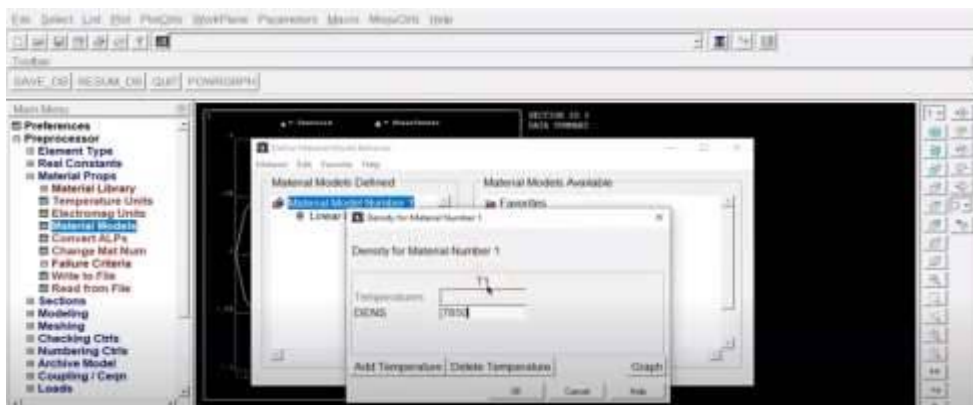 File Select List Plot PlotCtrls WorkPlane Parameters Macro MenuCtrls Help
Toolbar
SAVE_DB RESUM_DB QUIT POWRGRPH
Main Menu
Preferences
Preprocessor
Element Type
Real Constants
Material Props
Material Library
Temperature Units
Electromag Units
Material Models
Convert ALPx
Change Mat Num
Failure Criteria
Write to File
Read from File
Sections
Modeling
Meshing
Checking Ctrls
Numbering Ctrls
Archive Model
Coupling / Ceqn
Loads
SECTION ID 1
DATA SUMMARY
Define Material Model Behavior
Material Edit Favorite Help
Material Models Defined
Material Models Available
Material Model Number 1
Favorites
Linear
Density for Material Number 1
Density for Material Number 1
T1
Temperatures
DENS 7850
Add Temperature Delete Temperature Graph
OK Cancel Help